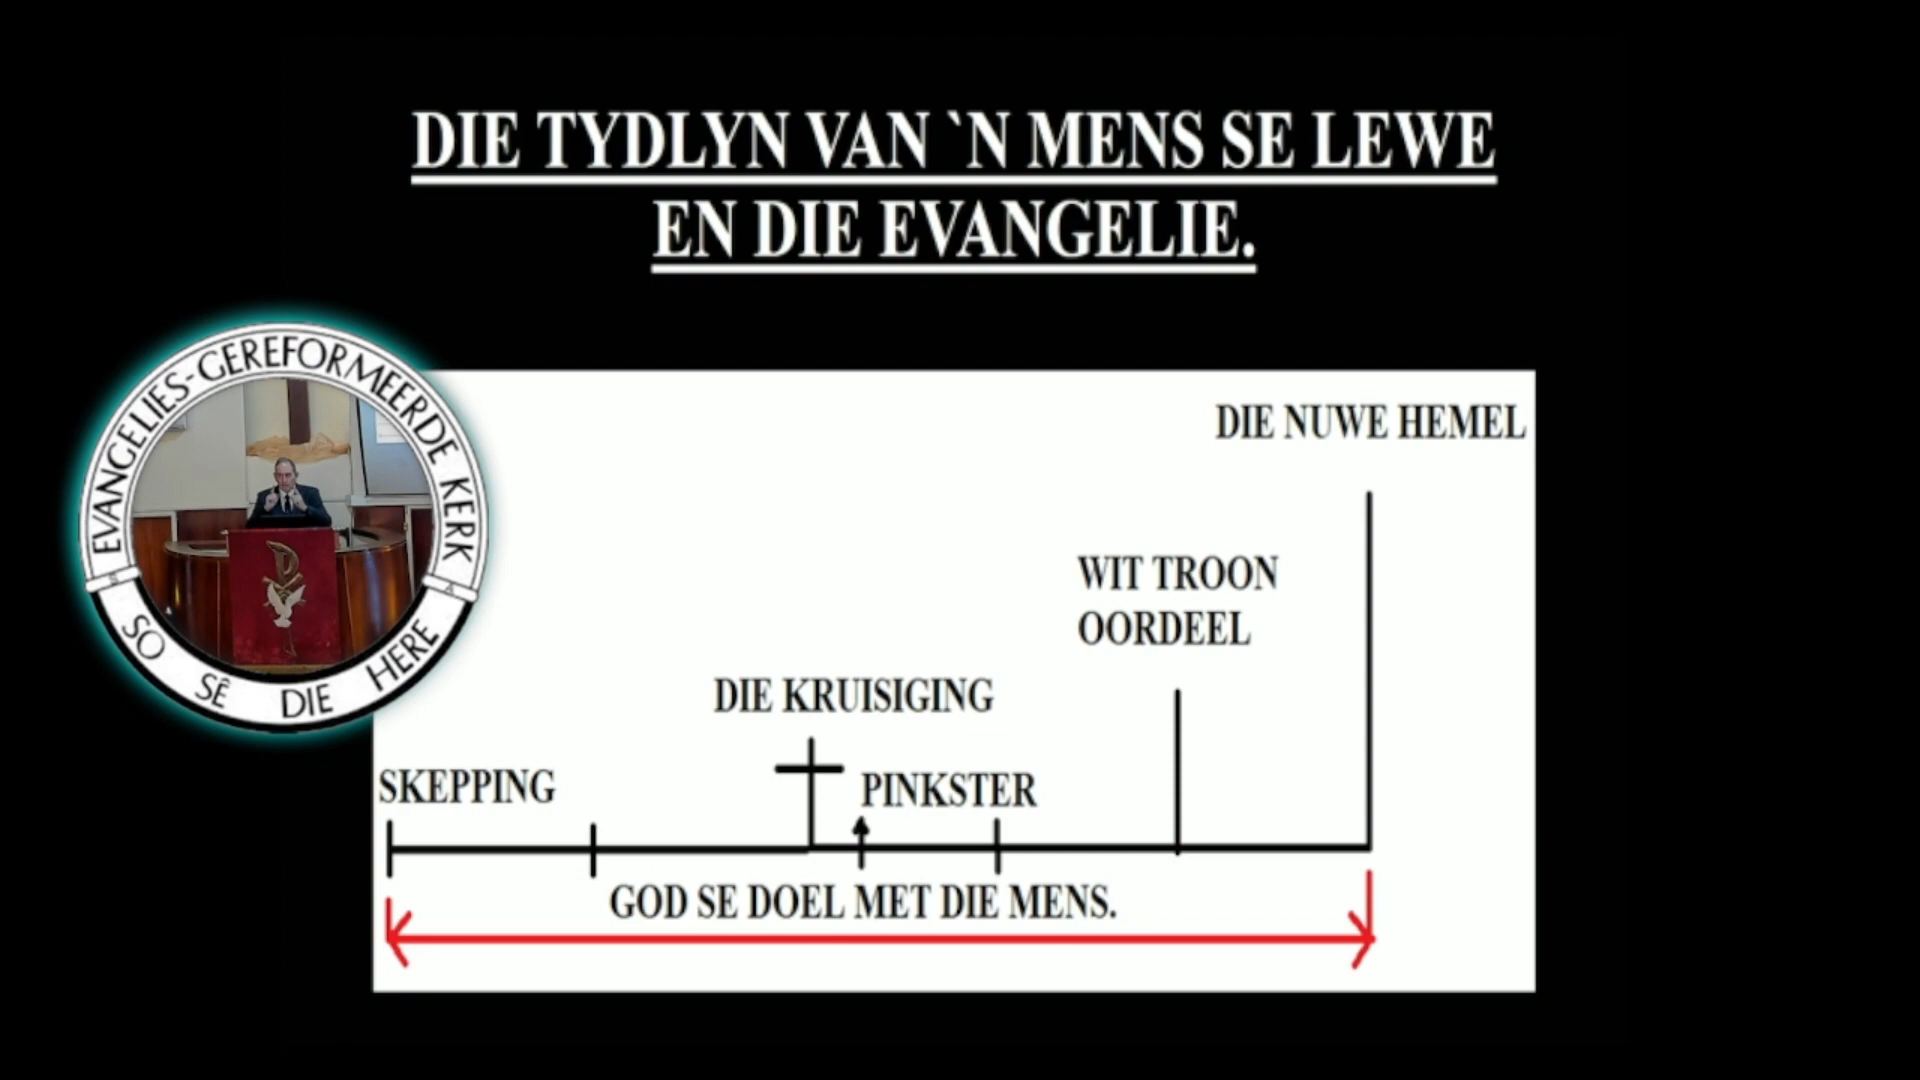 DIE TYDLYN VAN `N MENS SE LEWE
EN DIE EVANGELIE.
EVANGELIES-GEREFORMEERDE KERK
SO SÊ DIE HERE
DIE NUWE HEMEL
WIT TROON
OORDEEL
DIE KRUISIGING
SKEPPING
PINKSTER
GOD SE DOEL MET DIE MENS.